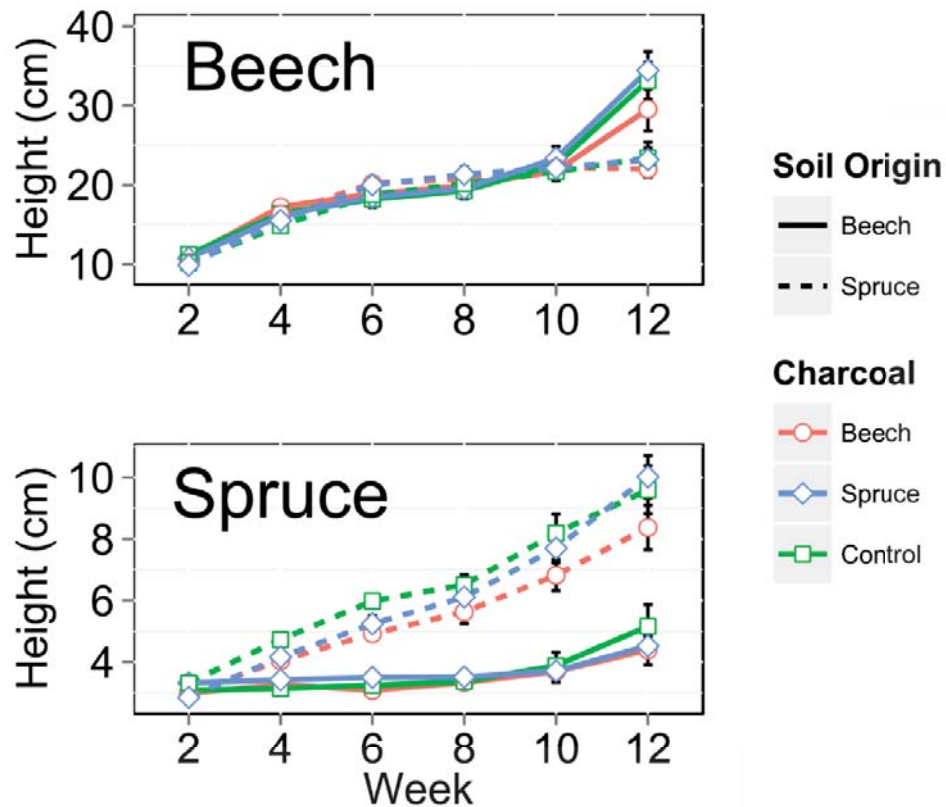 Beech
Height (cm)
40
30
20
10
2 4 6 8 10 12
Spruce
Height (cm)
10
8
6
4
2 4 6 8 10 12
Week
Soil Origin
Beech
Spruce
Charcoal
Beech
Spruce
Control